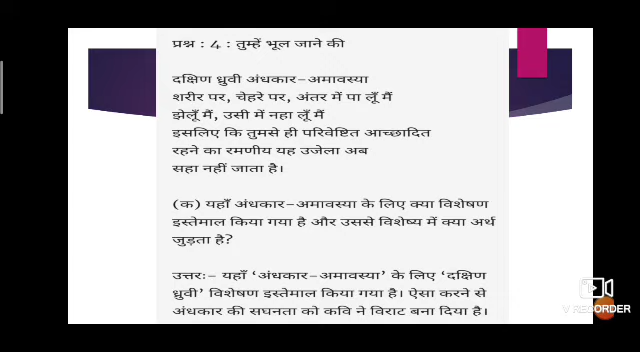 प्रश्न : 4 : तुम्हें भूल जाने की
दक्षिण ध्रुवी अंधकार-अमावस्या
शरीर पर, चेहरे पर, अंतर में पा लूँ मैं
झेलूँ मैं, उसी में नहा लूँ मैं
इसलिए कि तुमसे ही परिवेष्टित आच्छादित
रहने का रमणीय यह उजेला अब
सहा नहीं जाता है।
(क) यहाँ अंधकार-अमावस्या के लिए क्या विशेषण
इस्तेमाल किया गया है और उससे विशेष्य में क्या अर्थ
जुड़ता है?
उत्तरः- यहाँ ‘अंधकार-अमावस्या’ के लिए ‘दक्षिण
ध्रुवी’ विशेषण इस्तेमाल किया गया है। ऐसा करने से
अंधकार की सघनता को कवि ने विराट बना दिया है।
V RECORDER